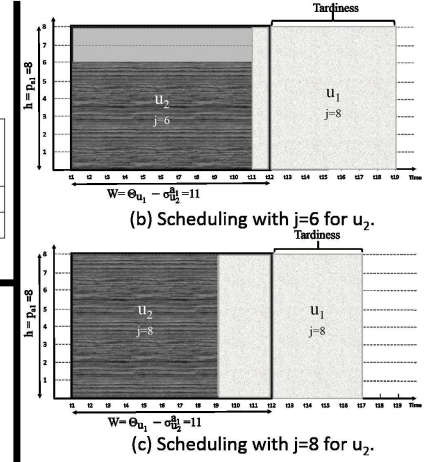 Tardiness
h = pa1 =8
8
7
6
5
4
3
2
1
u2
j=6
u1
j=8
t1 t2 t3 t4 t5 t6 t7 t8 t9 t10 t11 t12 t13 t14 t15 t16 t17 t18 t19 Time
W= Θu1 − σu2a1 =11
(b) Scheduling with j=6 for u2.
Tardiness
h = pa1 =8
8
7
6
5
4
3
2
1
u2
j=8
u1
j=8
t1 t2 t3 t4 t5 t6 t7 t8 t9 t10 t11 t12 t13 t14 t15 t16 t17 t18 t19 Time
W= Θu1 − σu2a1 =11
(c) Scheduling with j=8 for u2.